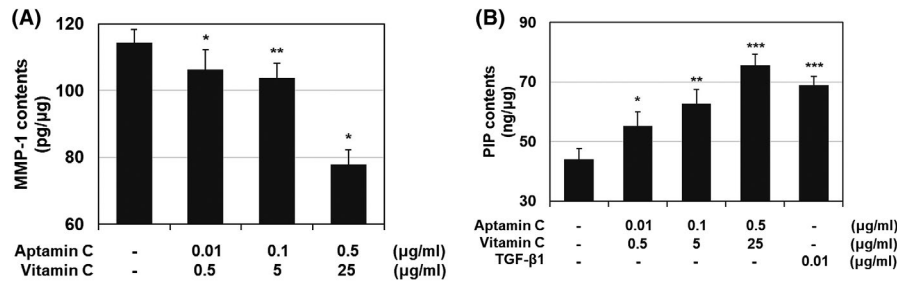 (A)
MMP-1 contents
(pg/μg)
120
100
80
60
*
**
*
Aptamin C - 0.01 0.1 0.5 (μg/ml)
Vitamin C - 0.5 5 25 (μg/ml)
(B)
PIP contents
(ng/μg)
90
70
50
30
*
**
***
***
Aptamin C - 0.01 0.1 0.5 - (μg/ml)
Vitamin C - 0.5 5 25 - (μg/ml)
TGF-β1 - - - - 0.01 (μg/ml)